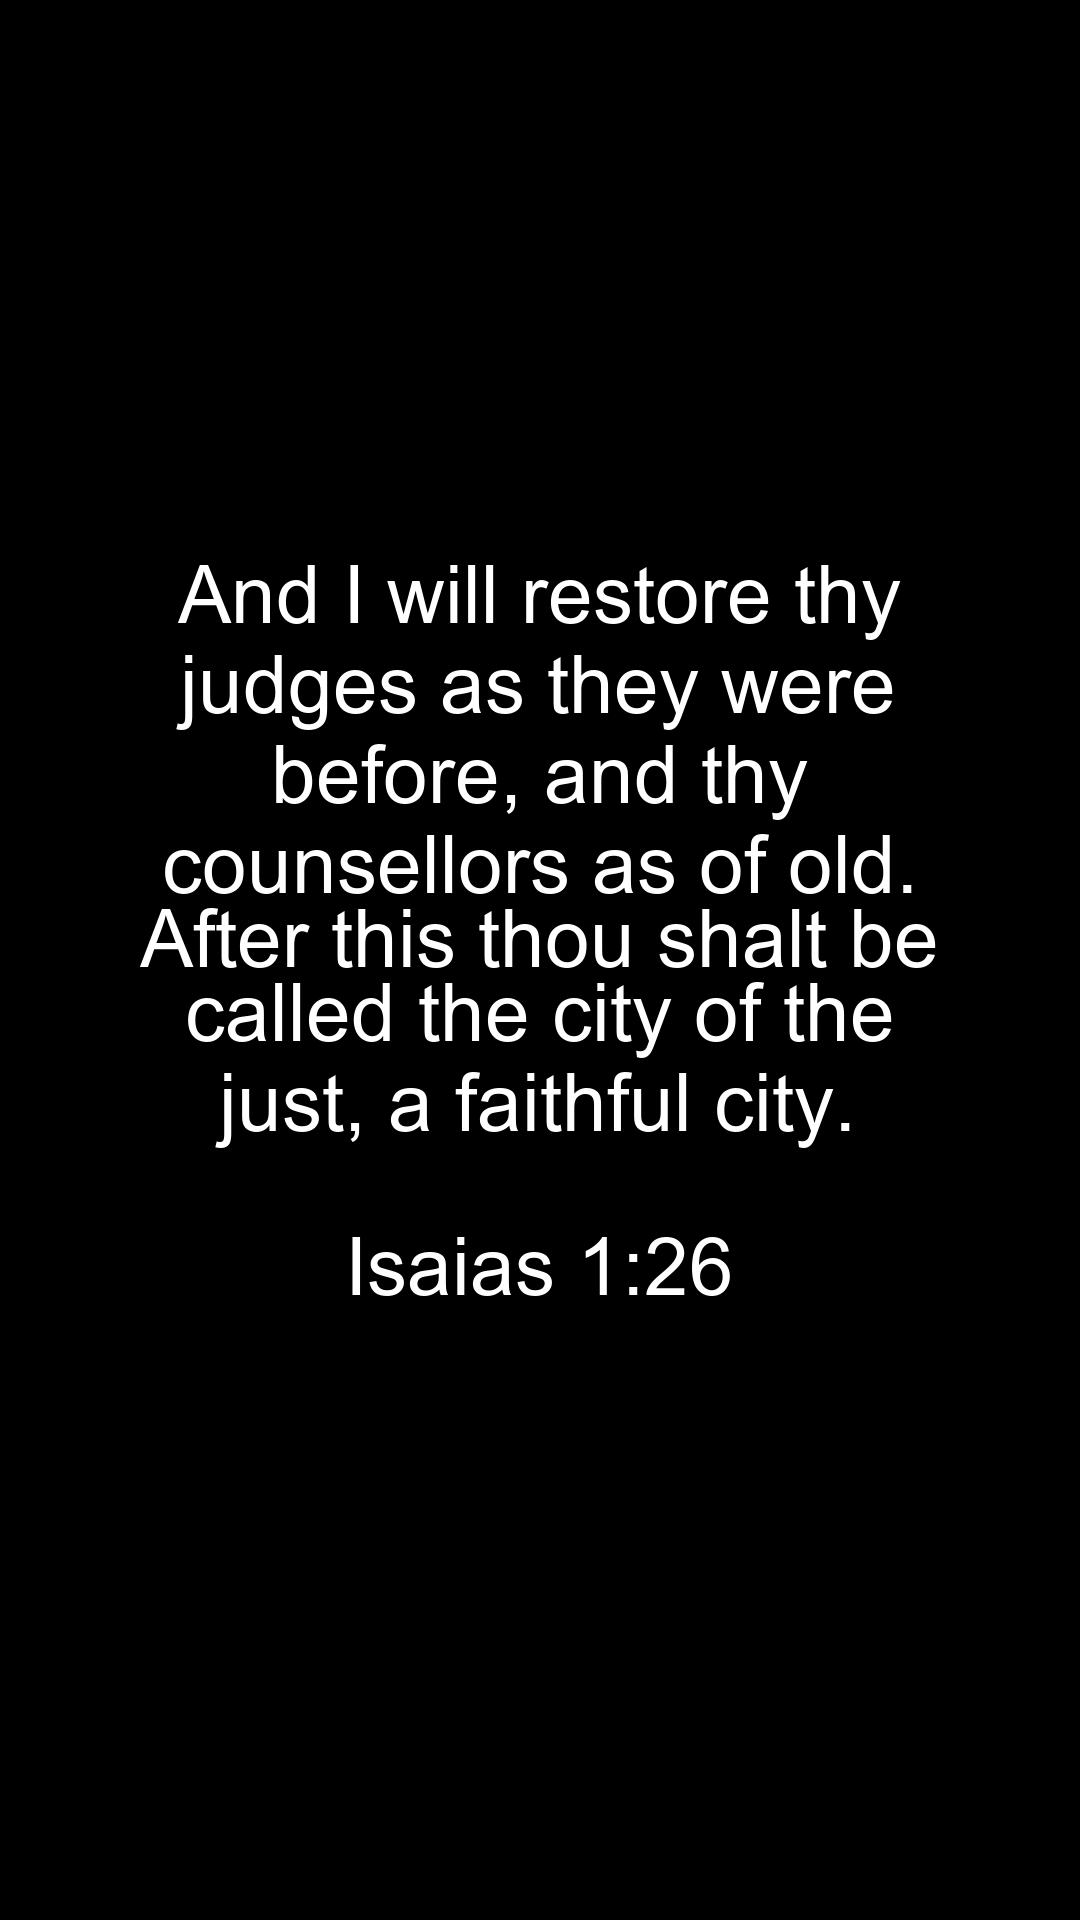 And I will restore thy
judges as they were
before, and thy
counsellors as of old.
After this thou shalt be
called the city of the
just, a faithful city.
Isaias 1:26